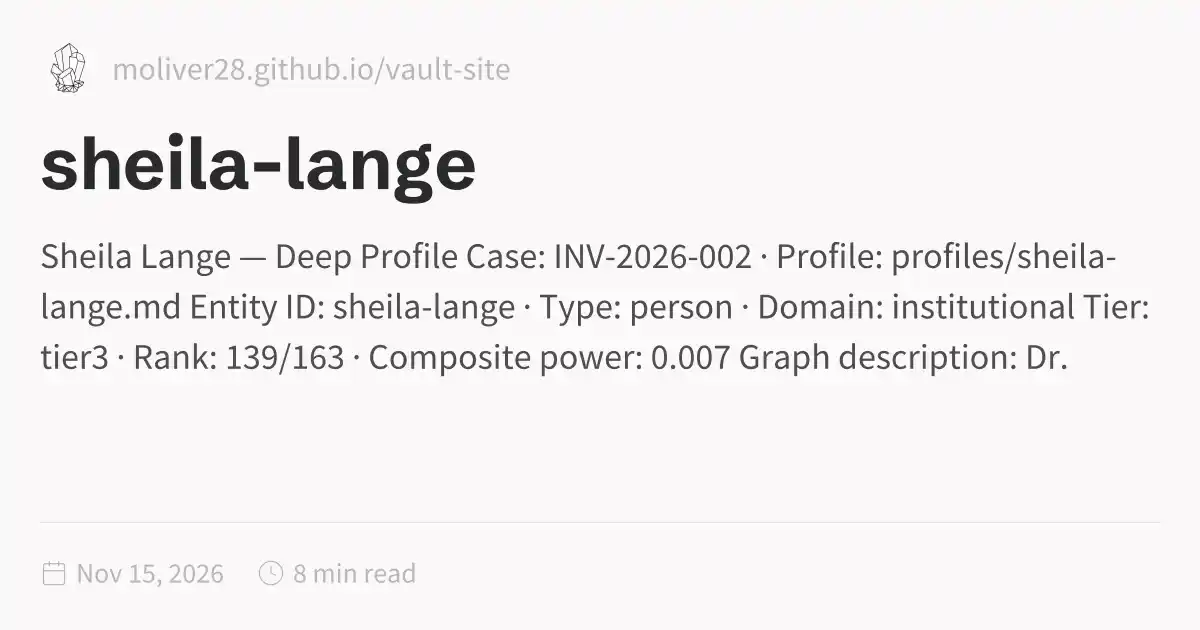 moliver28.github.io/vault-site
sheila-lange
Sheila Lange — Deep Profile Case: INV-2026-002 · Profile: profiles/sheila-
lange.md Entity ID: sheila-lange · Type: person · Domain: institutional Tier:
tier3 · Rank: 139/163 · Composite power: 0.007 Graph description: Dr.
Nov 15, 2026 8 min read